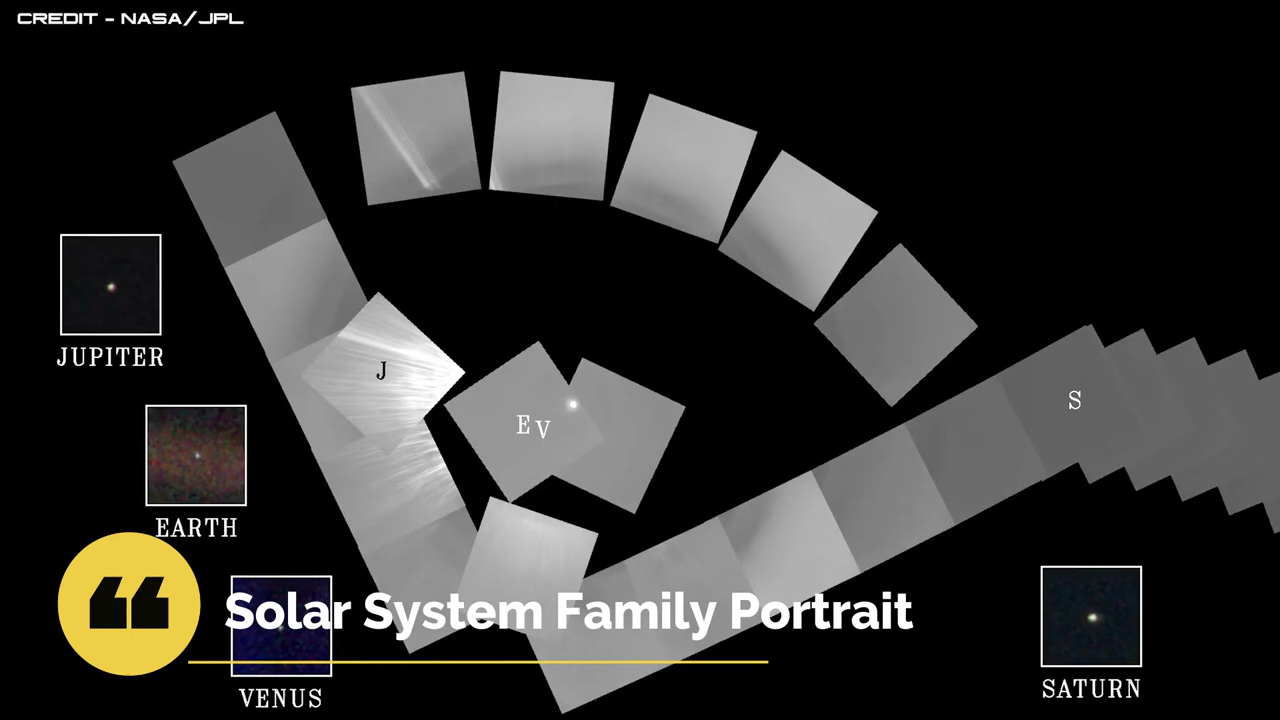 CREDIT - NASA/JPL
JUPITER
J
E V
S
EARTH
Solar System Family Portrait
VENUS
SATURN